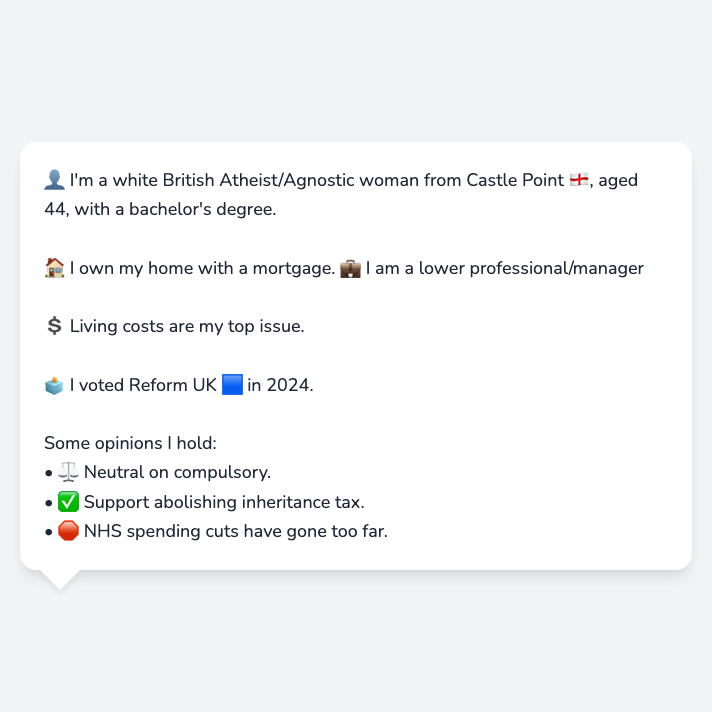 👤 I'm a white British Atheist/Agnostic woman from Castle Point 🏴󠁧󠁢󠁥󠁮󠁧󠁿, aged
44, with a bachelor's degree.
🏠 I own my home with a mortgage. 💼 I am a lower professional/manager
💲 Living costs are my top issue.
🗳️ I voted Reform UK 🟦 in 2024.
Some opinions I hold:
• ⚖️ Neutral on compulsory.
• ✅ Support abolishing inheritance tax.
• 🛑 NHS spending cuts have gone too far.